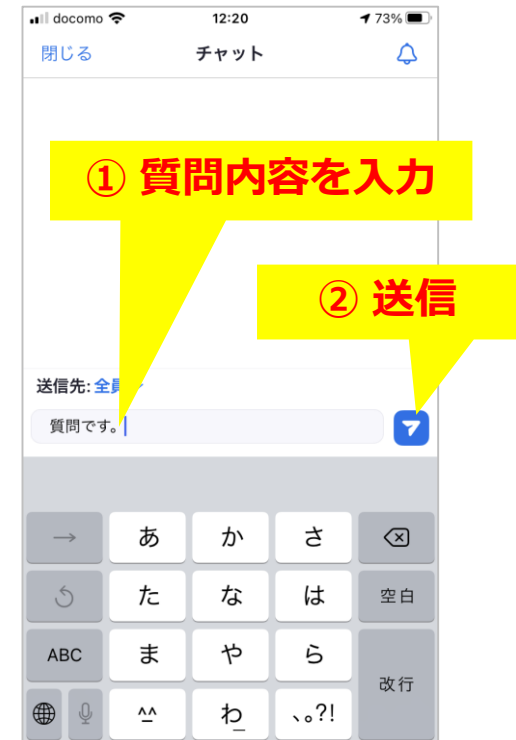 docomo 12:20 73%
閉じる チャット
① 質問内容を入力
② 送信
送信先: 全員
質問です。
→ あ か さ
た な は 空白
ABC ま や ら
改行
^^ わ 、。?!